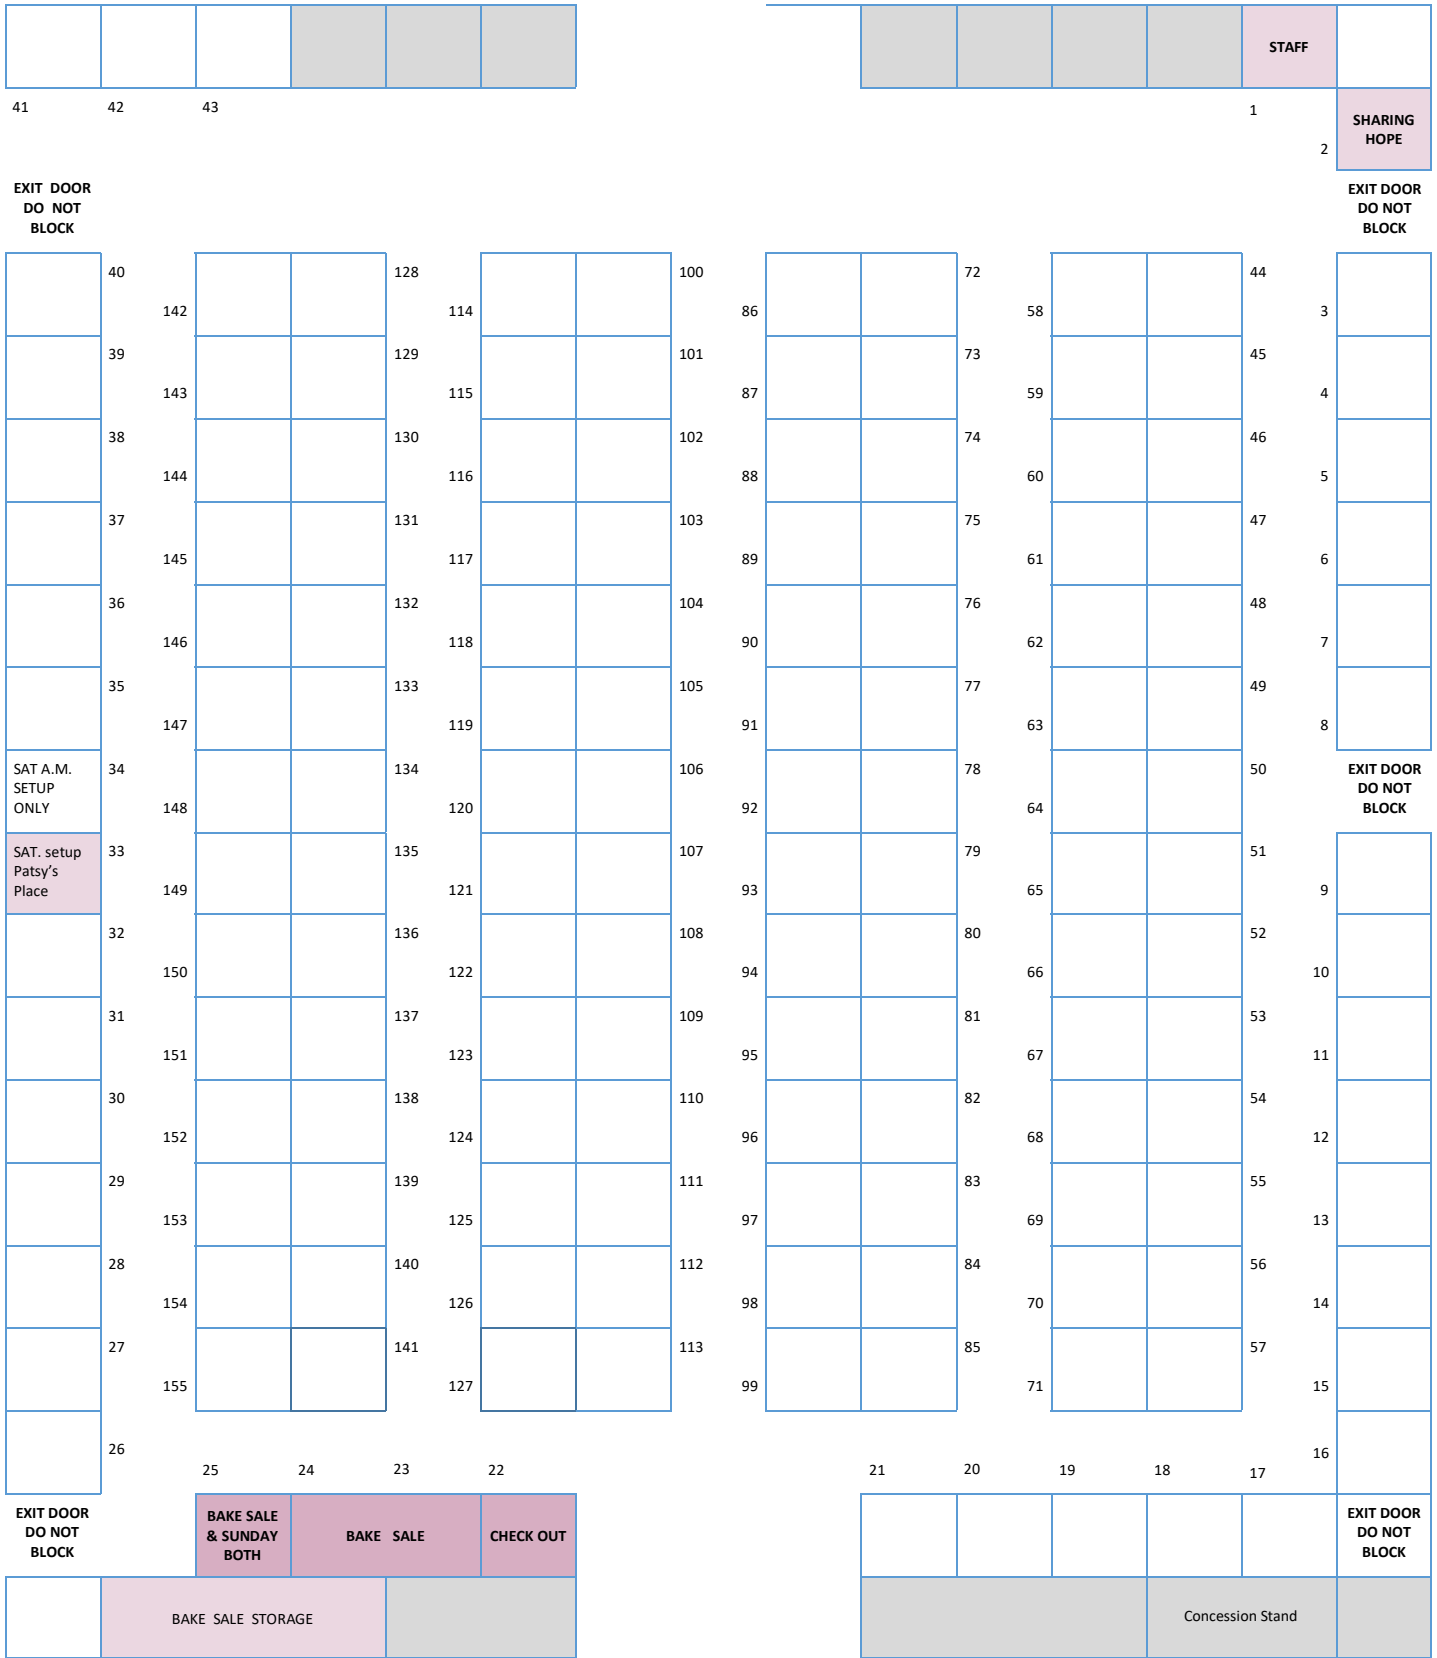 STAFF
41 42 43 1
SHARING
HOPE
2
EXIT DOOR
DO NOT
BLOCK
EXIT DOOR
DO NOT
BLOCK
40 128 100 72 44
142 114 86 58 3
39 129 101 73 45
143 115 87 59 4
38 130 102 74 46
144 116 88 60 5
37 131 103 75 47
145 117 89 61 6
36 132 104 76 48
146 118 90 62 7
35 133 105 77 49
147 119 91 63 8
SAT A.M.
SETUP
ONLY
34 134 106 78 50
148 120 92 64
EXIT DOOR
DO NOT
BLOCK
SAT. setup
Patsy’s
Place
33 135 107 79 51
149 121 93 65 9
32 136 108 80 52
150 122 94 66 10
31 137 109 81 53
151 123 95 67 11
30 138 110 82 54
152 124 96 68 12
29 139 111 83 55
153 125 97 69 13
28 140 112 84 56
154 126 98 70 14
27 141 113 85 57
155 127 99 71 15
26 16
25 24 23 22 21 20 19 18 17
EXIT DOOR
DO NOT
BLOCK
BAKE SALE
& SUNDAY
BOTH
BAKE SALE
CHECK OUT
EXIT DOOR
DO NOT
BLOCK
BAKE SALE STORAGE
Concession Stand